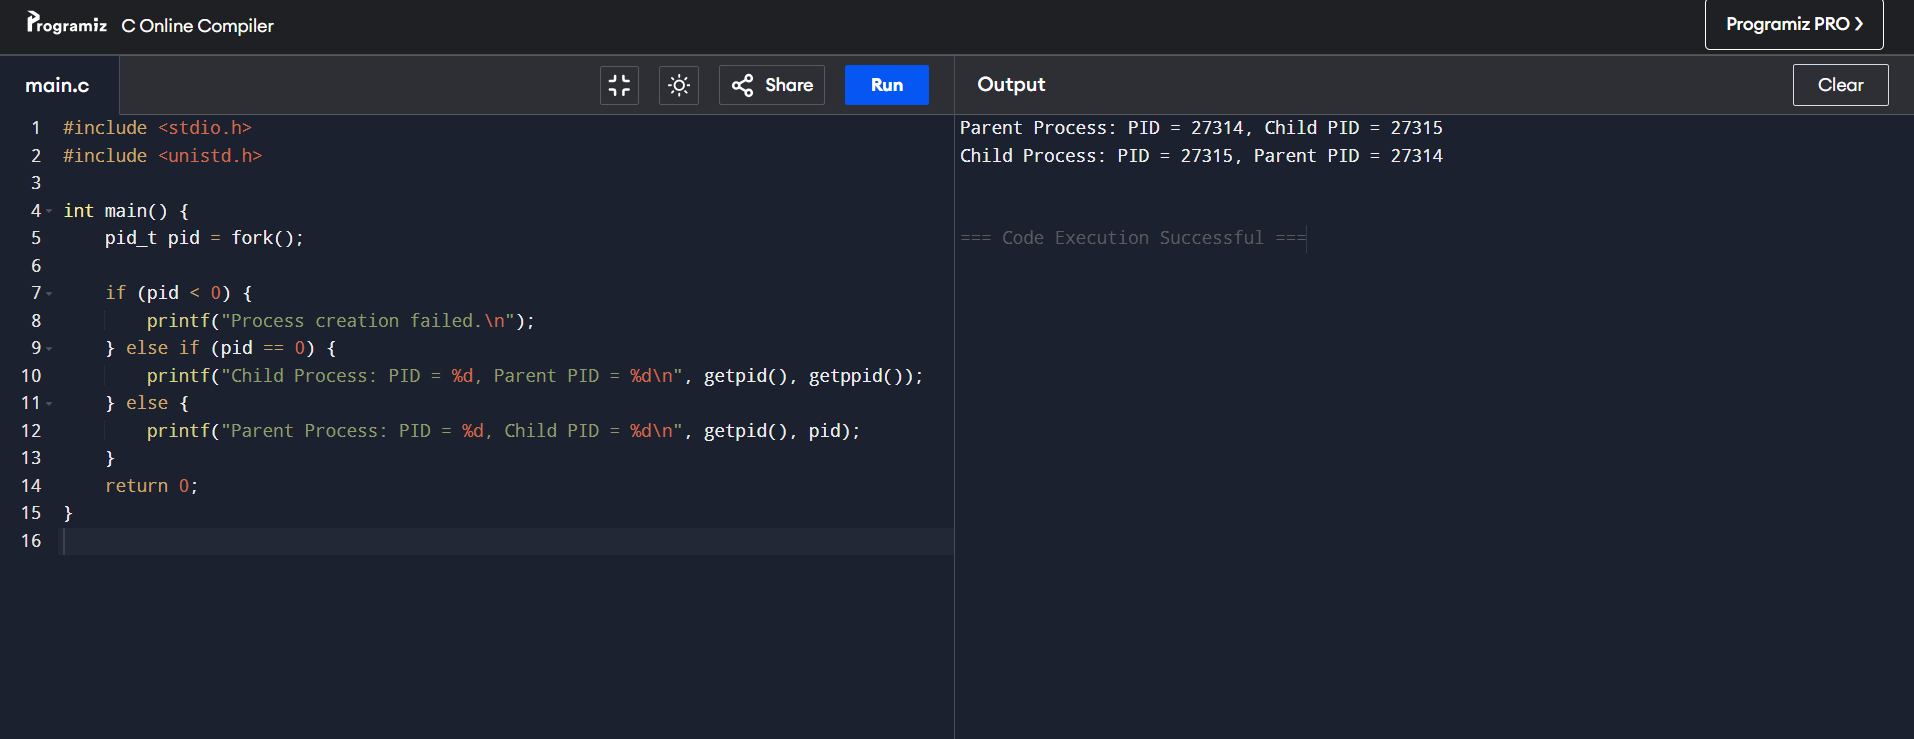 Programiz C Online Compiler
Programiz PRO ❯
main.c
Share
Run
Output
Clear
1 #include <stdio.h>
2 #include <unistd.h>
3
4 int main() {
5     pid_t pid = fork();
6
7     if (pid < 0) {
8         printf("Process creation failed.\n");
9     } else if (pid == 0) {
10         printf("Child Process: PID = %d, Parent PID = %d\n", getpid(), getppid());
11     } else {
12         printf("Parent Process: PID = %d, Child PID = %d\n", getpid(), pid);
13     }
14     return 0;
15 }
16
Parent Process: PID = 27314, Child PID = 27315
Child Process: PID = 27315, Parent PID = 27314
=== Code Execution Successful ===